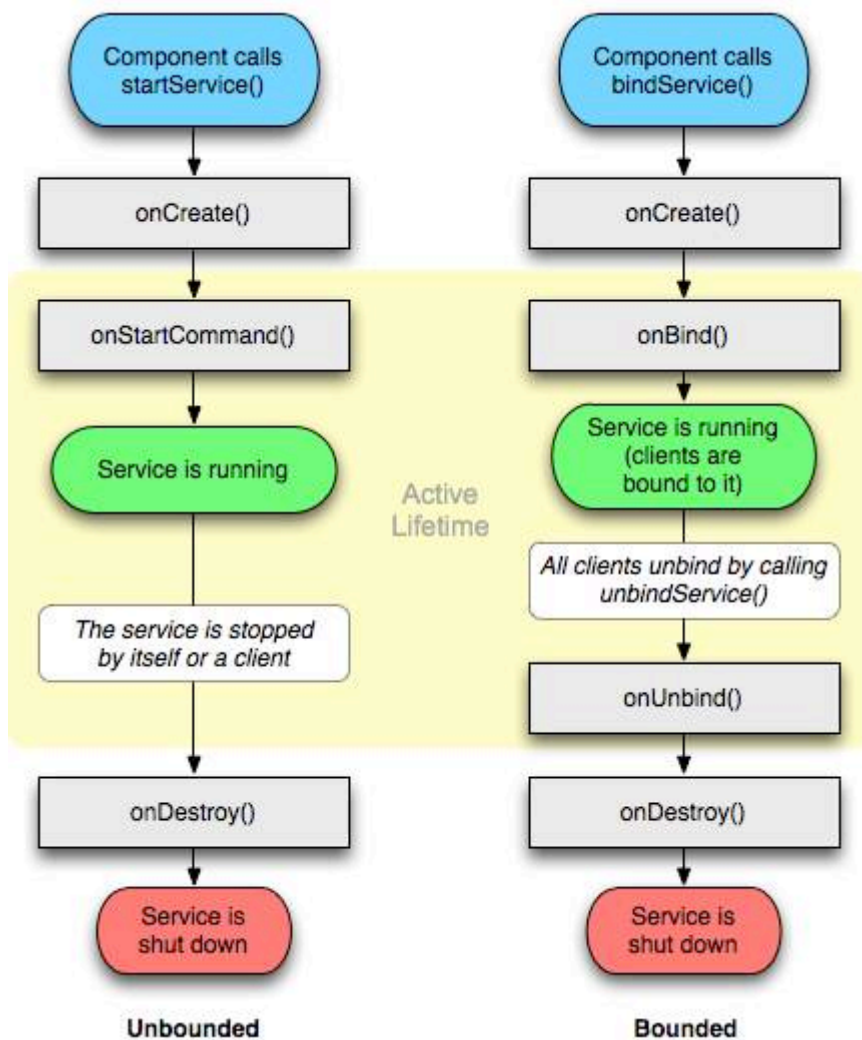 Component calls
startService()
onCreate()
onStartCommand()
Service is running
The service is stopped
by itself or a client
onDestroy()
Service is
shut down
Unbounded
Active
Lifetime
Component calls
bindService()
onCreate()
onBind()
Service is running
(clients are
bound to it)
All clients unbind by calling
unbindService()
onUnbind()
onDestroy()
Service is
shut down
Bounded